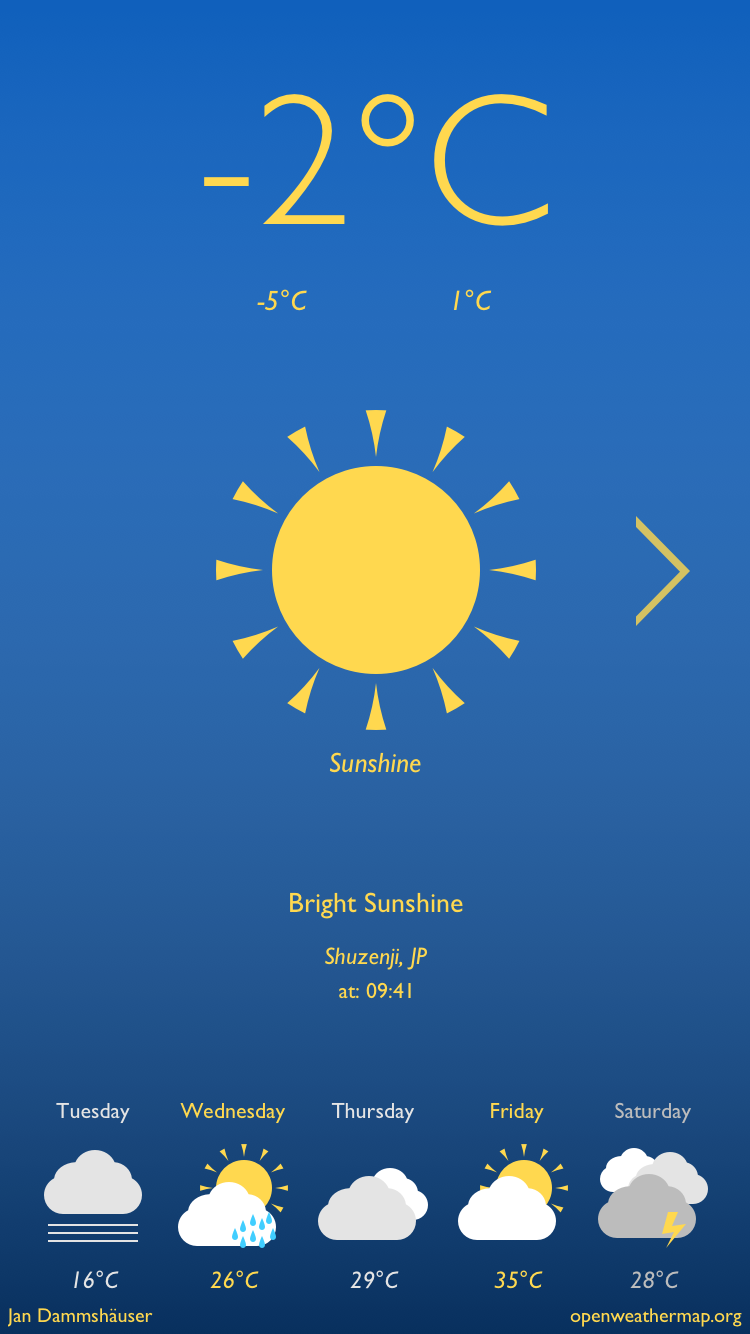 -2°C
-5°C 1°C
Sunshine
Bright Sunshine
Shuzenji, JP
at: 09:41
Tuesday Wednesday Thursday Friday Saturday
16°C 26°C 29°C 35°C 28°C
Jan Dammshäuser openweathermap.org